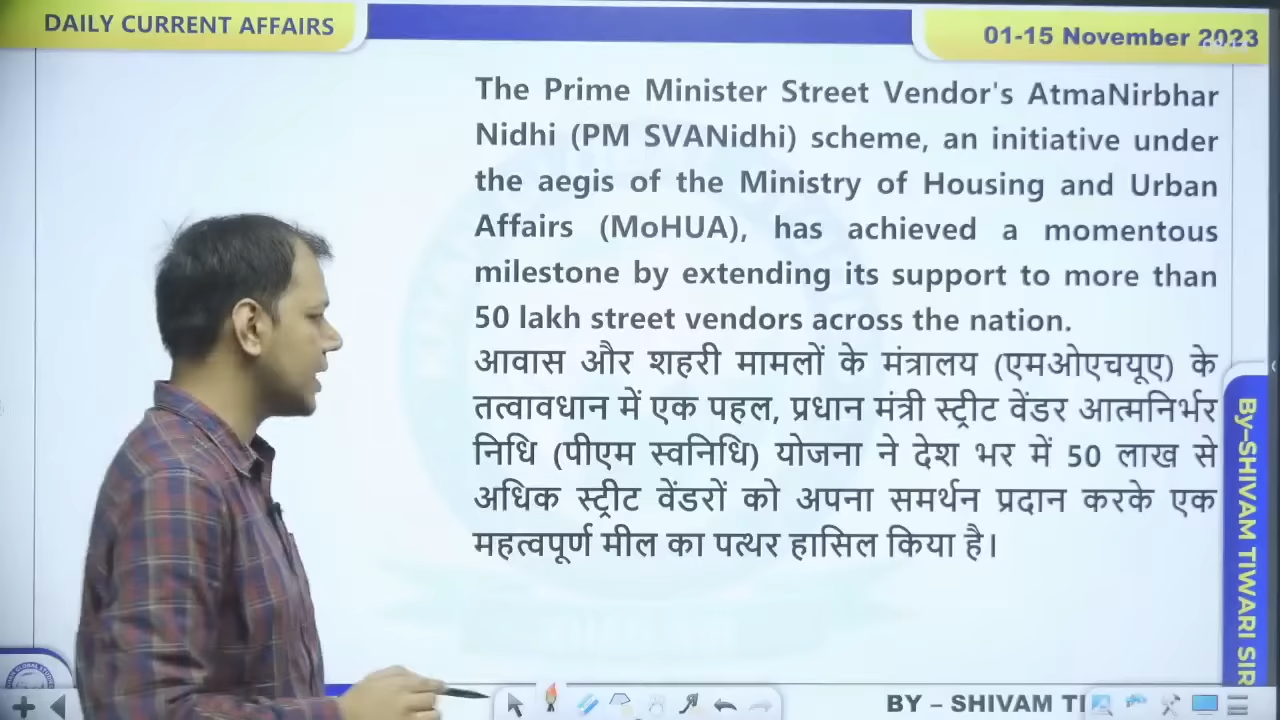 DAILY CURRENT AFFAIRS
01-15 November 2023
The Prime Minister Street Vendor's AtmaNirbhar
Nidhi (PM SVANidhi) scheme, an initiative under
the aegis of the Ministry of Housing and Urban
Affairs (MoHUA), has achieved a momentous
milestone by extending its support to more than
50 lakh street vendors across the nation.
आवास और शहरी मामलों के मंत्रालय (एमओएचयूए) के
तत्वावधान में एक पहल, प्रधान मंत्री स्ट्रीट वेंडर आत्मनिर्भर
निधि (पीएम स्वनिधि) योजना ने देश भर में 50 लाख से
अधिक स्ट्रीट वेंडरों को अपना समर्थन प्रदान करके एक
महत्वपूर्ण मील का पत्थर हासिल किया है।
By-SHIVAM TIWARI SIR
BY – SHIVAM TI